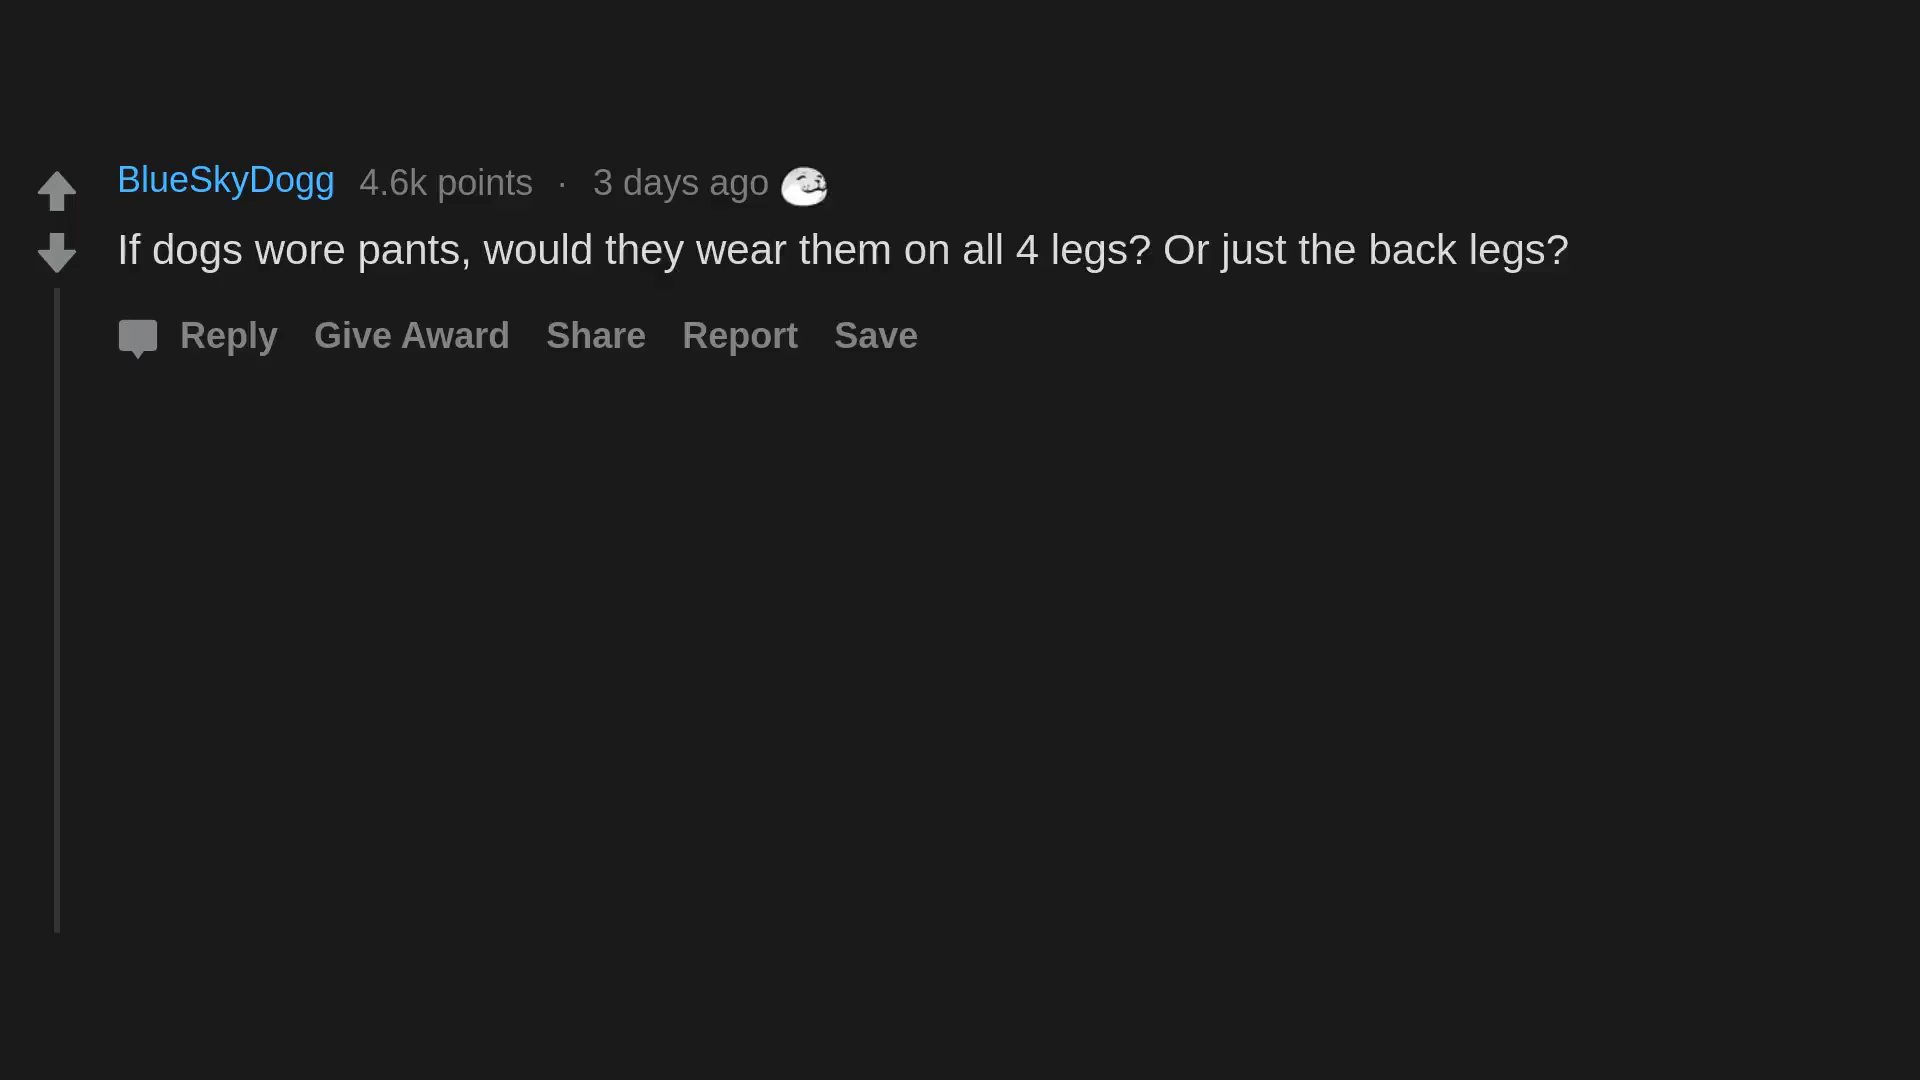 BlueSkyDogg 4.6k points · 3 days ago
If dogs wore pants, would they wear them on all 4 legs? Or just the back legs?
Reply Give Award Share Report Save